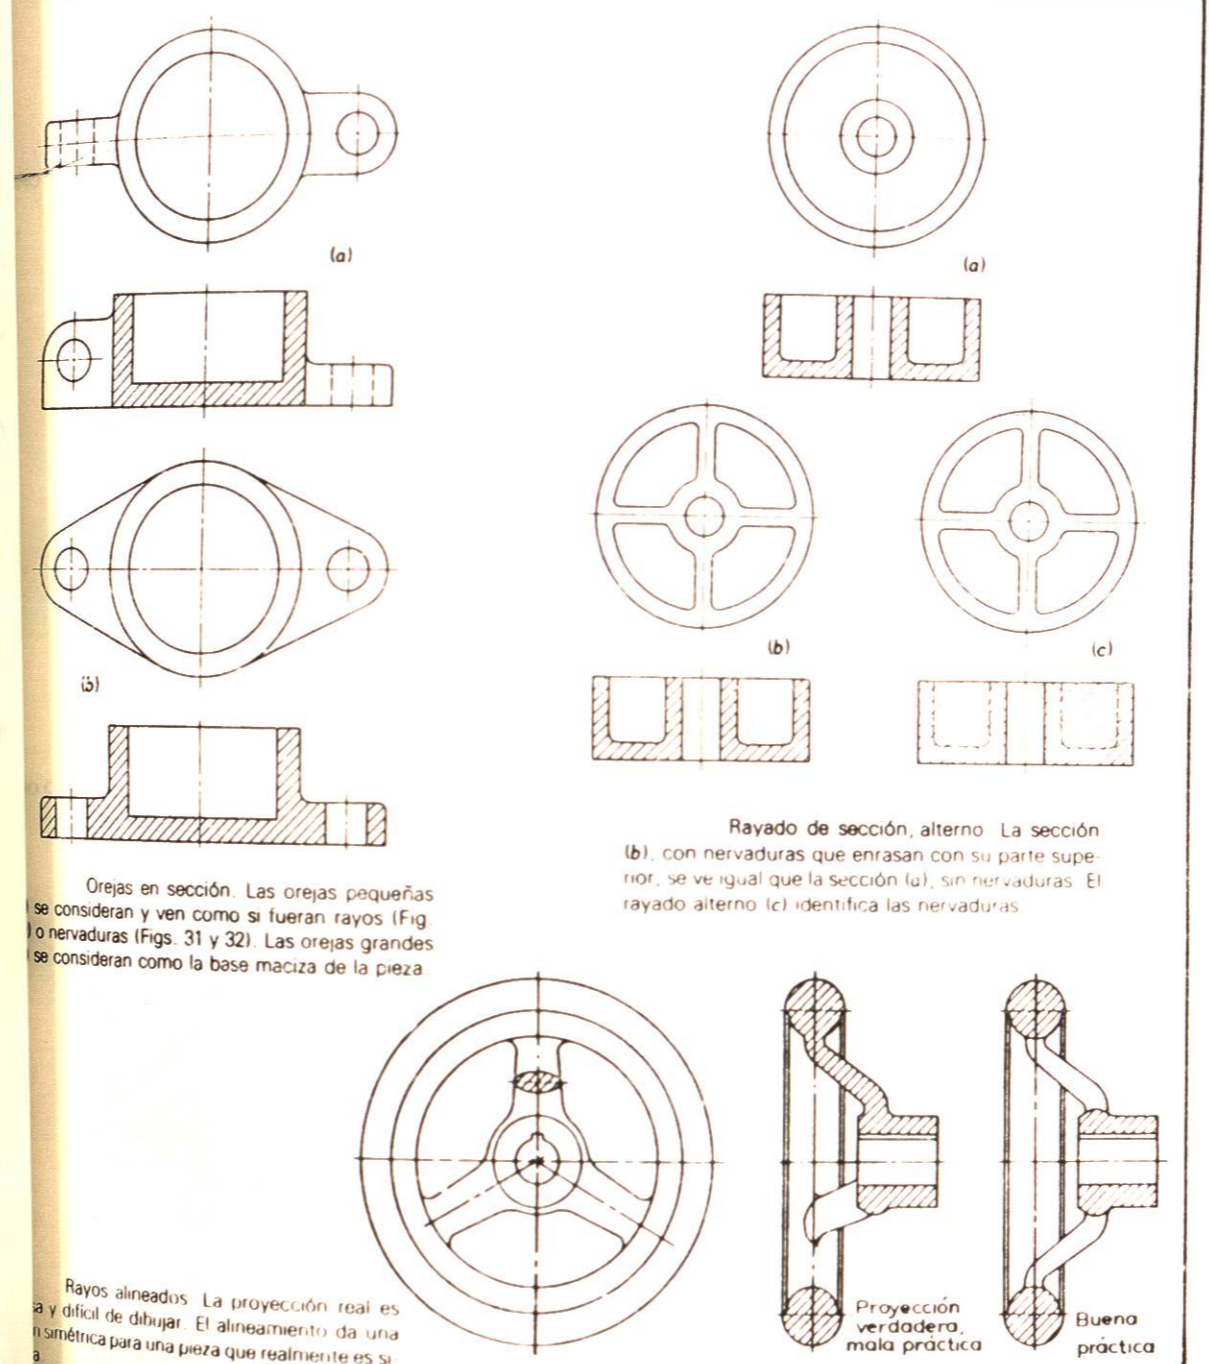 (a)
(b)
Orejas en sección. Las orejas pequeñas
) se consideran y ven como si fueran rayos (Fig.
) o nervaduras (Figs. 31 y 32). Las orejas grandes
) se consideran como la base maciza de la pieza
(a)
(b)
(c)
Rayado de sección, alterno La sección
(b), con nervaduras que enrasan con su parte supe-
rior, se ve igual que la sección (a), sin nervaduras El
rayado alterno (c) identifica las nervaduras
Rayos alineados La proyección real es
y difícil de dibujar. El alineamiento da una
simétrica para una pieza que realmente es si-
Proyección
verdadera,
mala práctica
Buena
práctica